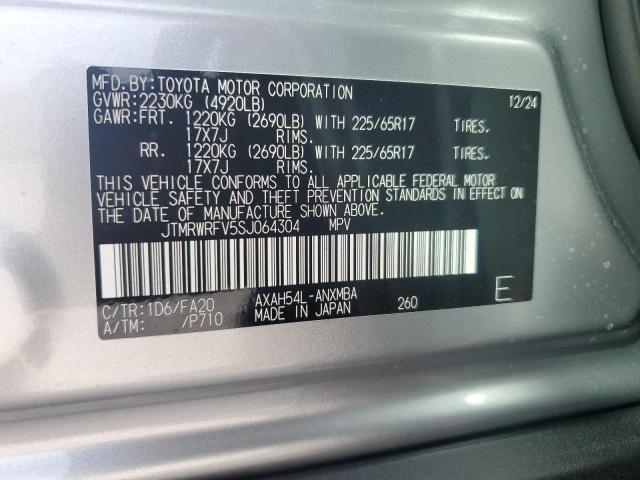 MFD.BY:TOYOTA MOTOR CORPORATION 12/24
GVWR:2230KG (4920LB)
GAWR:FRT. 1220KG (2690LB) WITH 225/65R17 TIRES,
17X7J RIMS.
RR. 1220KG (2690LB) WITH 225/65R17 TIRES,
17X7J RIMS.
THIS VEHICLE CONFORMS TO ALL APPLICABLE FEDERAL MOTOR
VEHICLE SAFETY AND THEFT PREVENTION STANDARDS IN EFFECT ON
THE DATE OF MANUFACTURE SHOWN ABOVE.
JTMRWRFV5SJ064304 MPV
C/TR:1D6/FA20 AXAH54L-ANXMBA 260 E
A/TM: /P710 MADE IN JAPAN